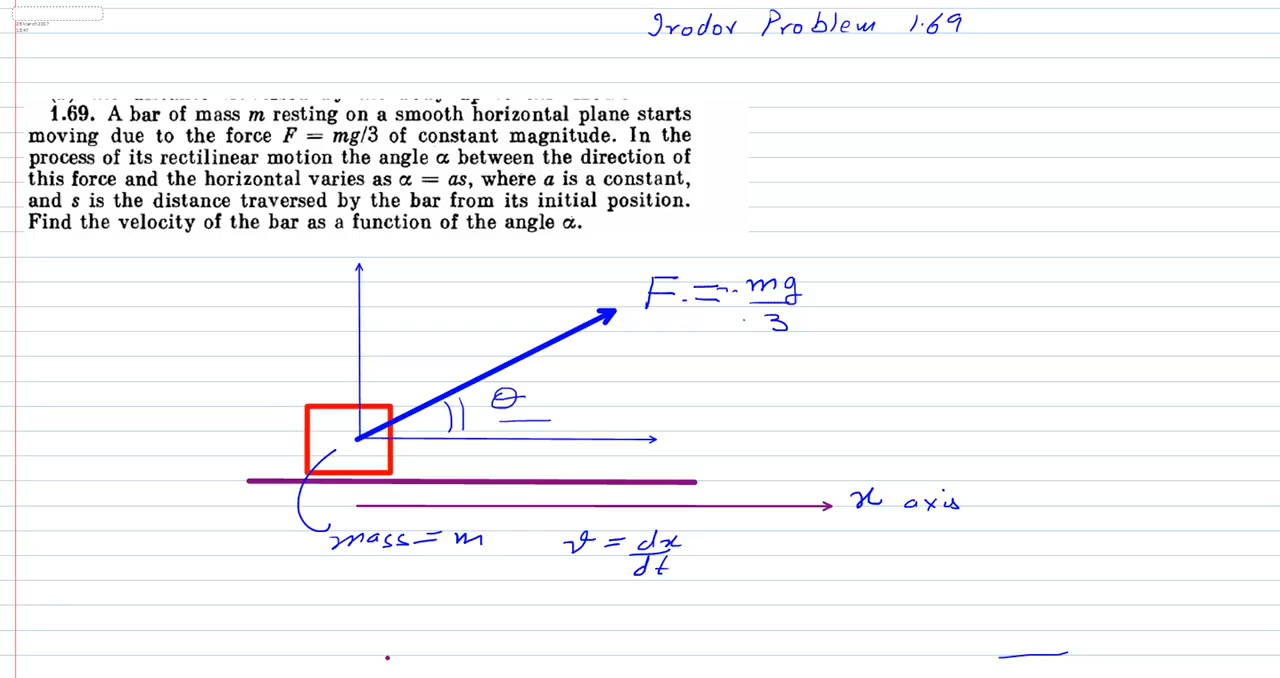 26 March 2017
Irodov Problem 1.69
1.69. A bar of mass m resting on a smooth horizontal plane starts
moving due to the force F = mg/3 of constant magnitude. In the
process of its rectilinear motion the angle α between the direction of
this force and the horizontal varies as α = as, where a is a constant,
and s is the distance traversed by the bar from its initial position.
Find the velocity of the bar as a function of the angle α.
F = mg/3
θ
x axis
mass = m
v = dx/dt